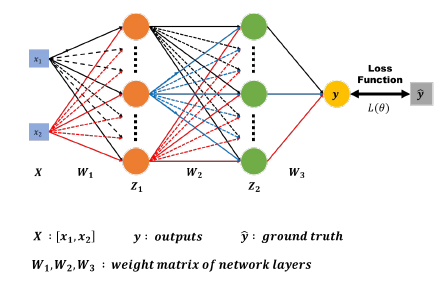 x₁
x₂
y
Loss
Function
L(θ)
ŷ
X W₁ Z₁ W₂ Z₂ W₃
X : [x₁, x₂] y : outputs ŷ : ground truth
W₁, W₂, W₃ : weight matrix of network layers